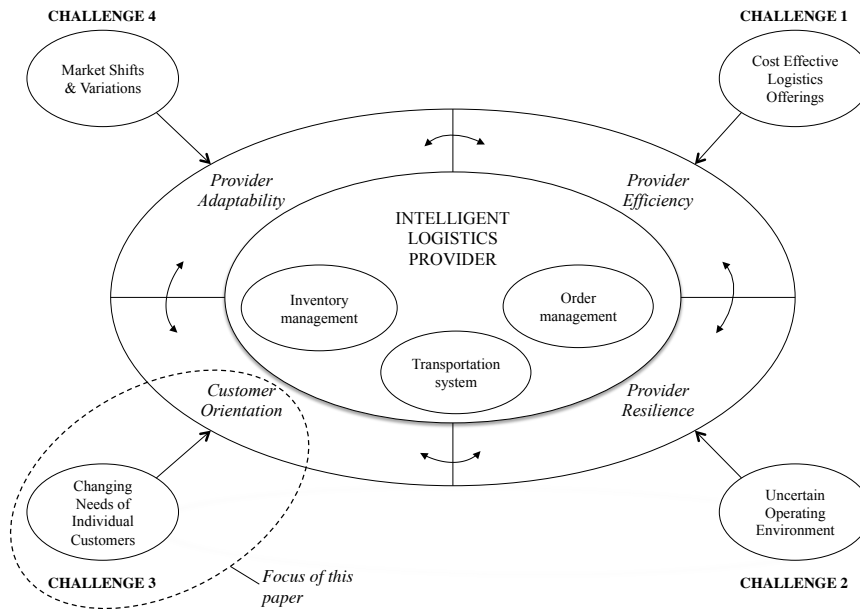 CHALLENGE 4
CHALLENGE 1
Market Shifts
& Variations
Cost Effective
Logistics
Offerings
Provider
Adaptability
Provider
Efficiency
INTELLIGENT
LOGISTICS
PROVIDER
Inventory
management
Order
management
Transportation
system
Customer
Orientation
Provider
Resilience
Changing
Needs of
Individual
Customers
Uncertain
Operating
Environment
CHALLENGE 3
Focus of this
paper
CHALLENGE 2